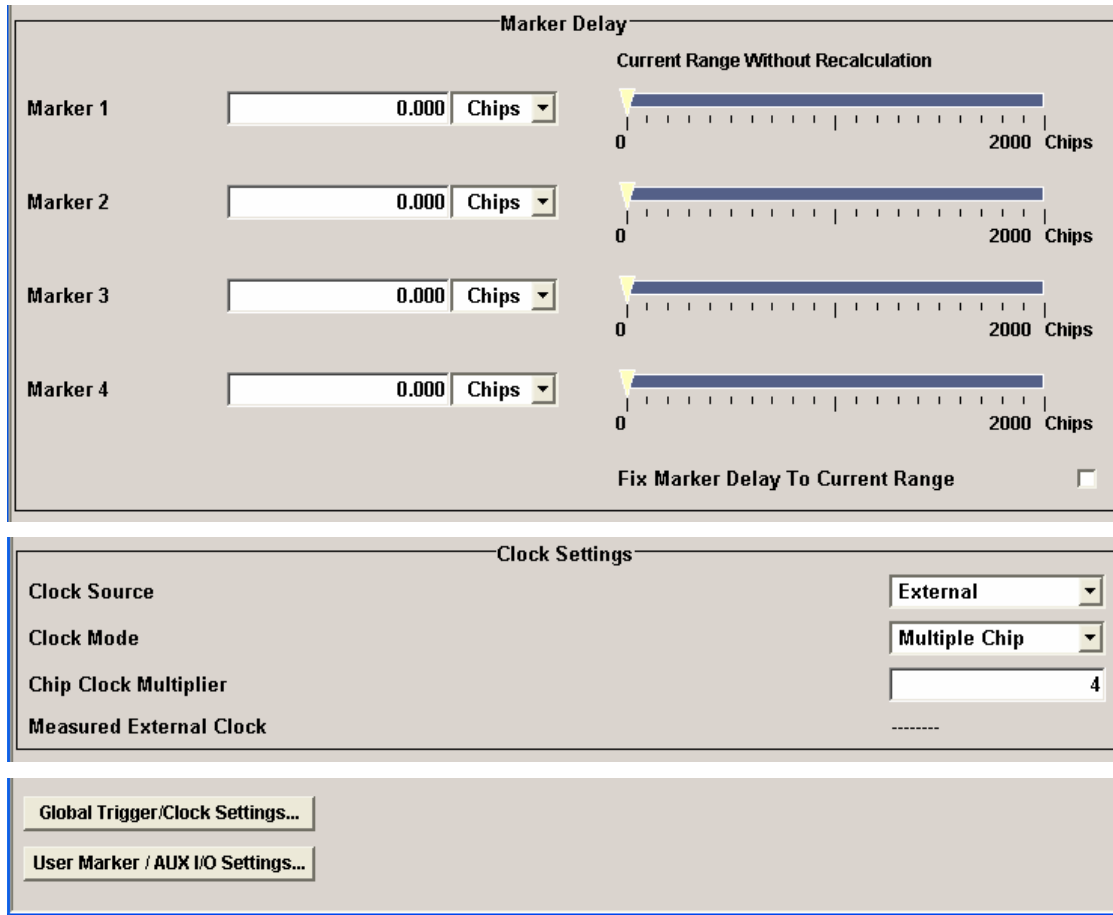 Marker Delay
Current Range Without Recalculation
Marker 1 0.000 Chips
0 2000 Chips
Marker 2 0.000 Chips
0 2000 Chips
Marker 3 0.000 Chips
0 2000 Chips
Marker 4 0.000 Chips
0 2000 Chips
Fix Marker Delay To Current Range
Clock Settings
Clock Source External
Clock Mode Multiple Chip
Chip Clock Multiplier 4
Measured External Clock --------
Global Trigger/Clock Settings...
User Marker / AUX I/O Settings...